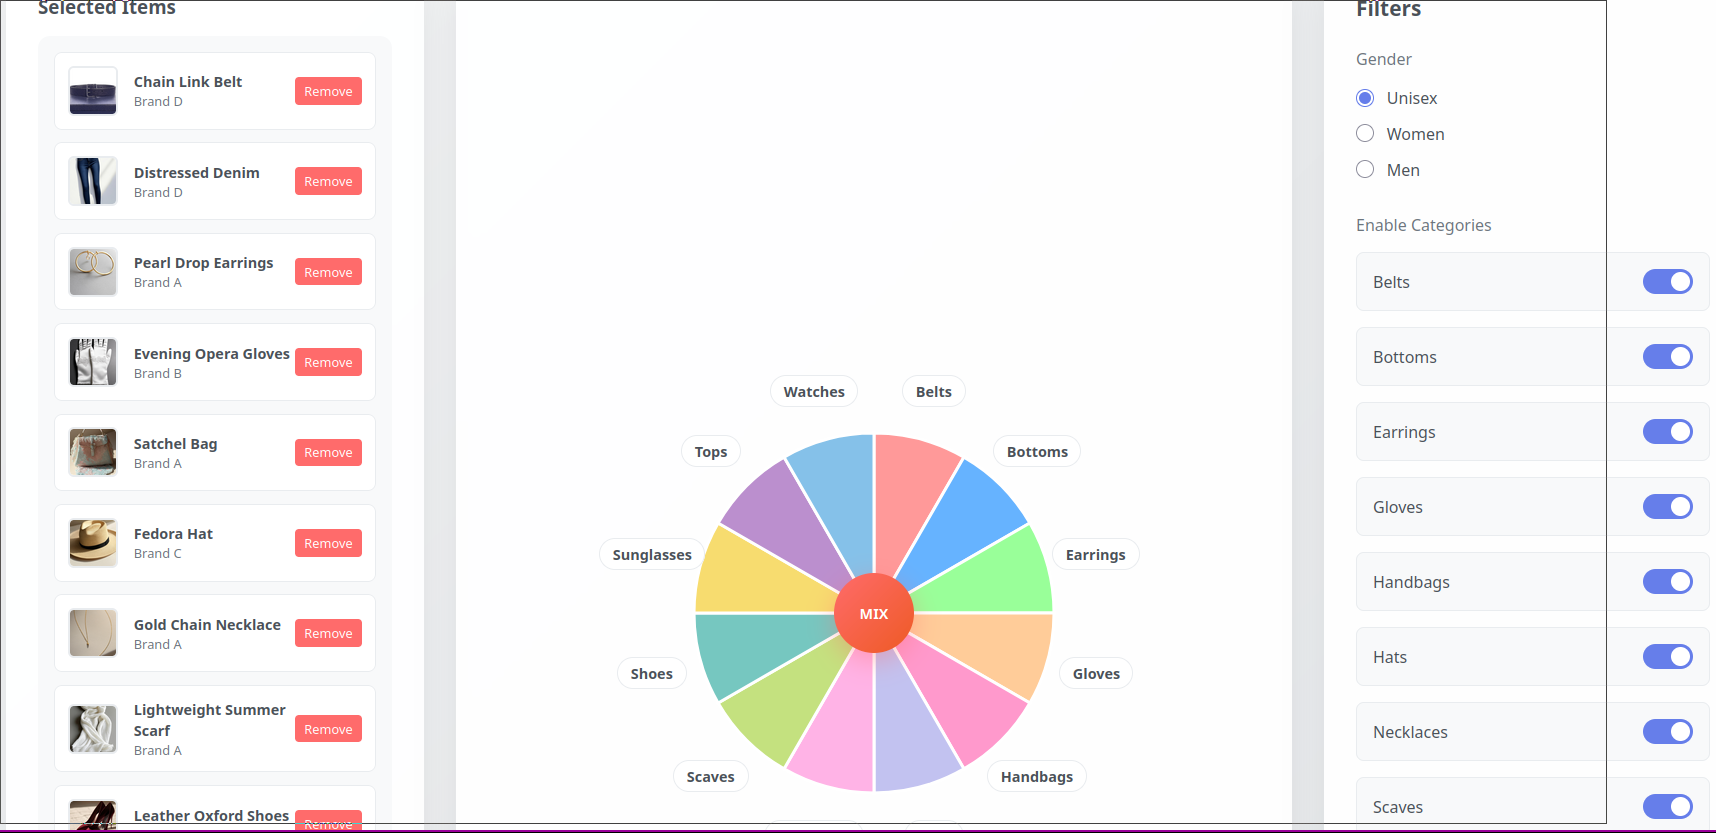 Selected Items
Chain Link Belt
Brand D
Remove
Distressed Denim
Brand D
Remove
Pearl Drop Earrings
Brand A
Remove
Evening Opera Gloves
Brand B
Remove
Satchel Bag
Brand A
Remove
Fedora Hat
Brand C
Remove
Gold Chain Necklace
Brand A
Remove
Lightweight Summer
Scarf
Brand A
Remove
Leather Oxford Shoes
Remove
Watches
Belts
Tops
Bottoms
Sunglasses
Earrings
MIX
Shoes
Gloves
Scaves
Handbags
Filters
Gender
Unisex
Women
Men
Enable Categories
Belts
Bottoms
Earrings
Gloves
Handbags
Hats
Necklaces
Scaves